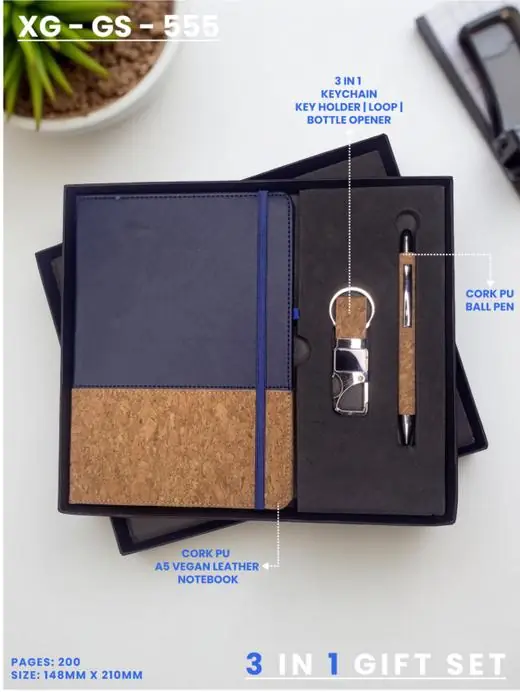 XG - GS - 555
3 IN 1
KEYCHAIN
KEY HOLDER | LOOP |
BOTTLE OPENER
CORK PU
BALL PEN
CORK PU
A5 VEGAN LEATHER
NOTEBOOK
PAGES: 200
SIZE: 148MM X 210MM
3 IN 1 GIFT SET